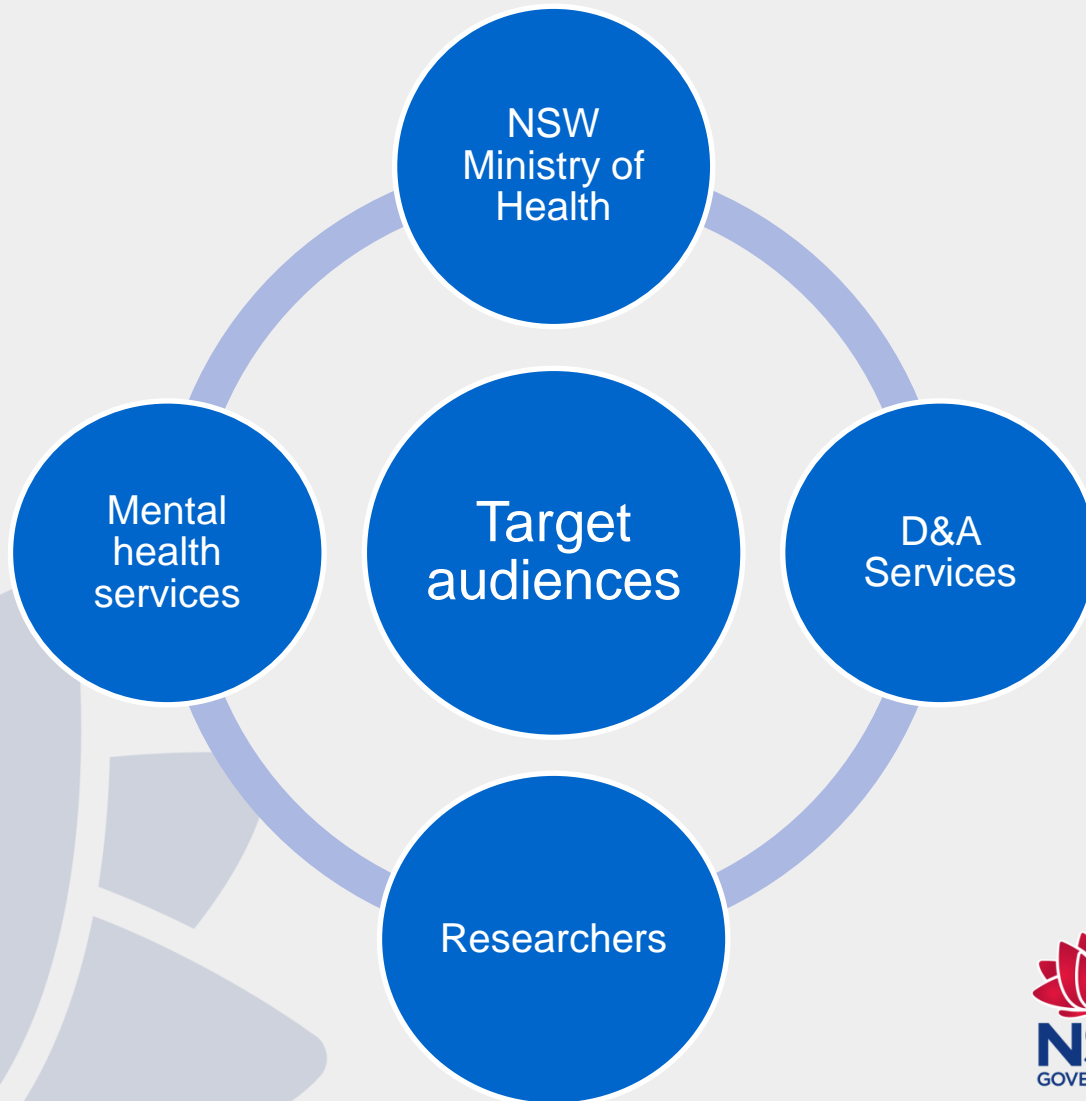 NSW
Ministry of
Health
Mental
health
services
Target
audiences
D&A
Services
Researchers